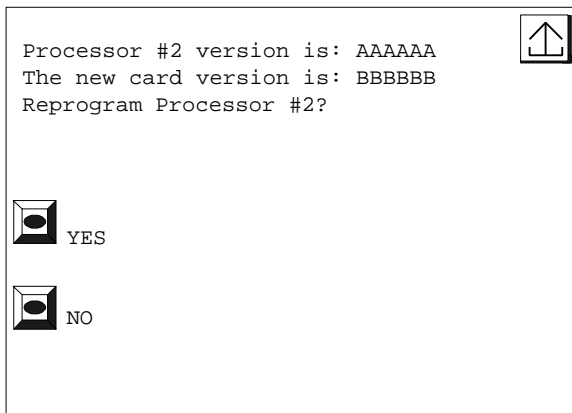 Processor #2 version is: AAAAAA
The new card version is: BBBBBB
Reprogram Processor #2?
YES
NO